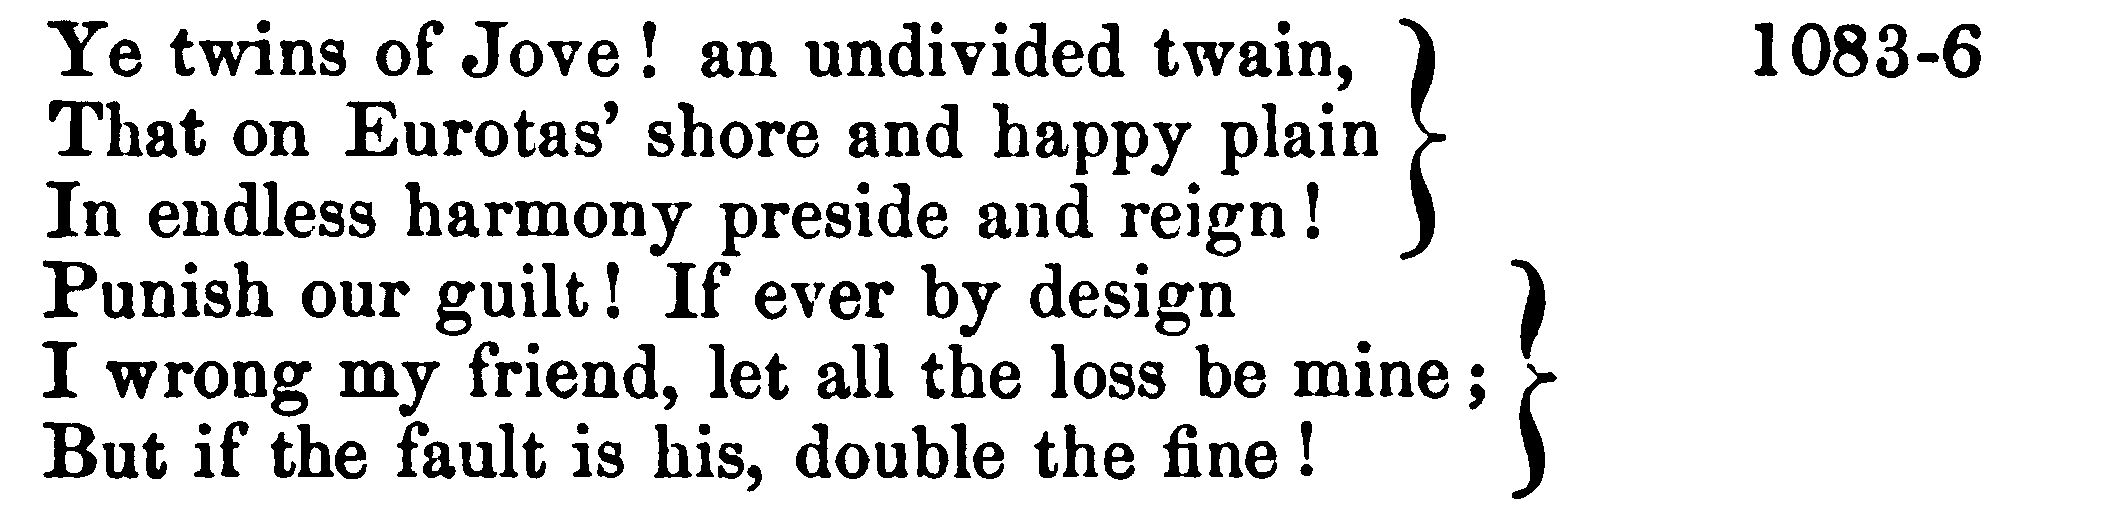 Ye twins of Jove! an undivided twain, 1083-6
That on Eurotas' shore and happy plain
In endless harmony preside and reign!
Punish our guilt! If ever by design
I wrong my friend, let all the loss be mine;
But if the fault is his, double the fine!